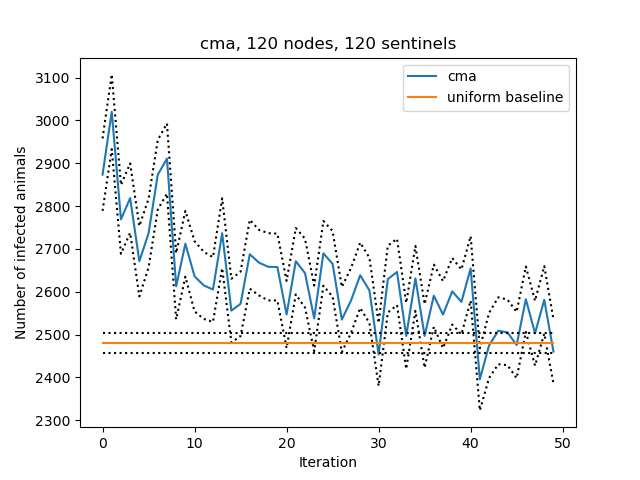 cma, 120 nodes, 120 sentinels
cma
uniform baseline
Number of infected animals
3100
3000
2900
2800
2700
2600
2500
2400
2300
0 10 20 30 40 50
Iteration